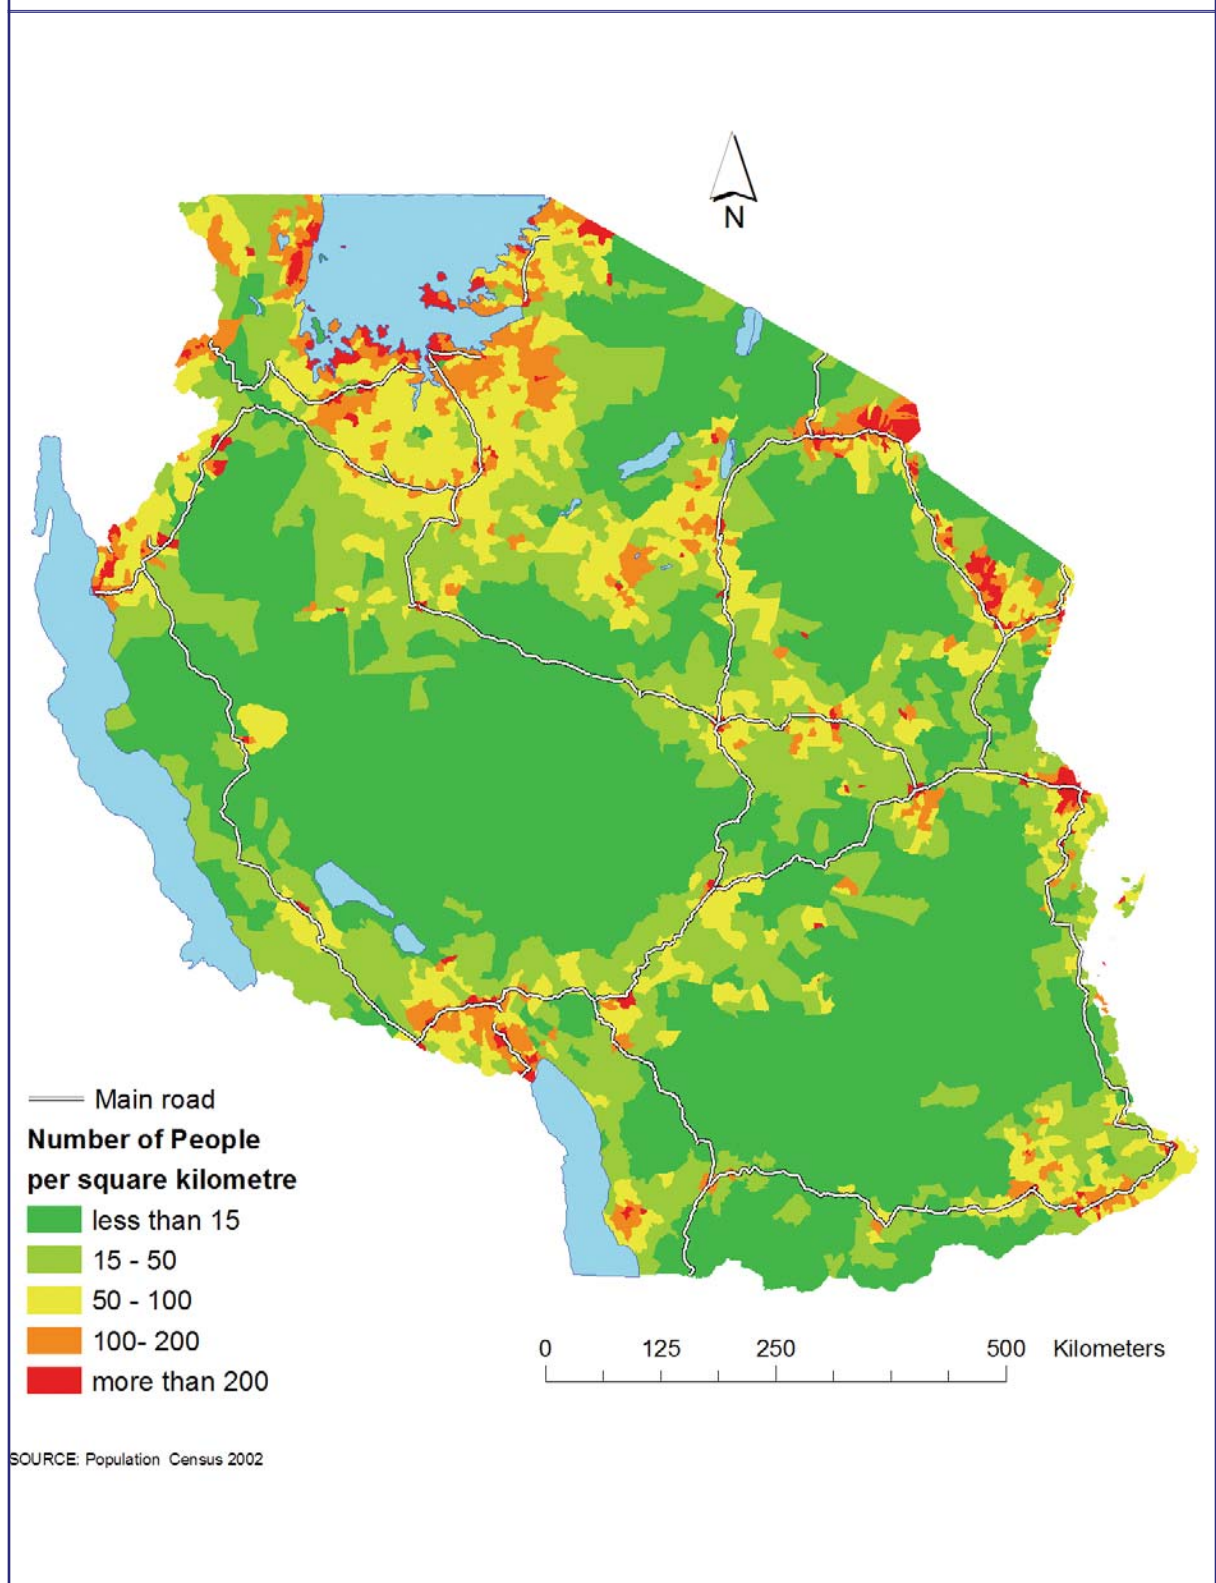 N
Main road
Number of People
per square kilometre
less than 15
15 - 50
50 - 100
100- 200
more than 200
0 125 250 500 Kilometers
SOURCE: Population Census 2002